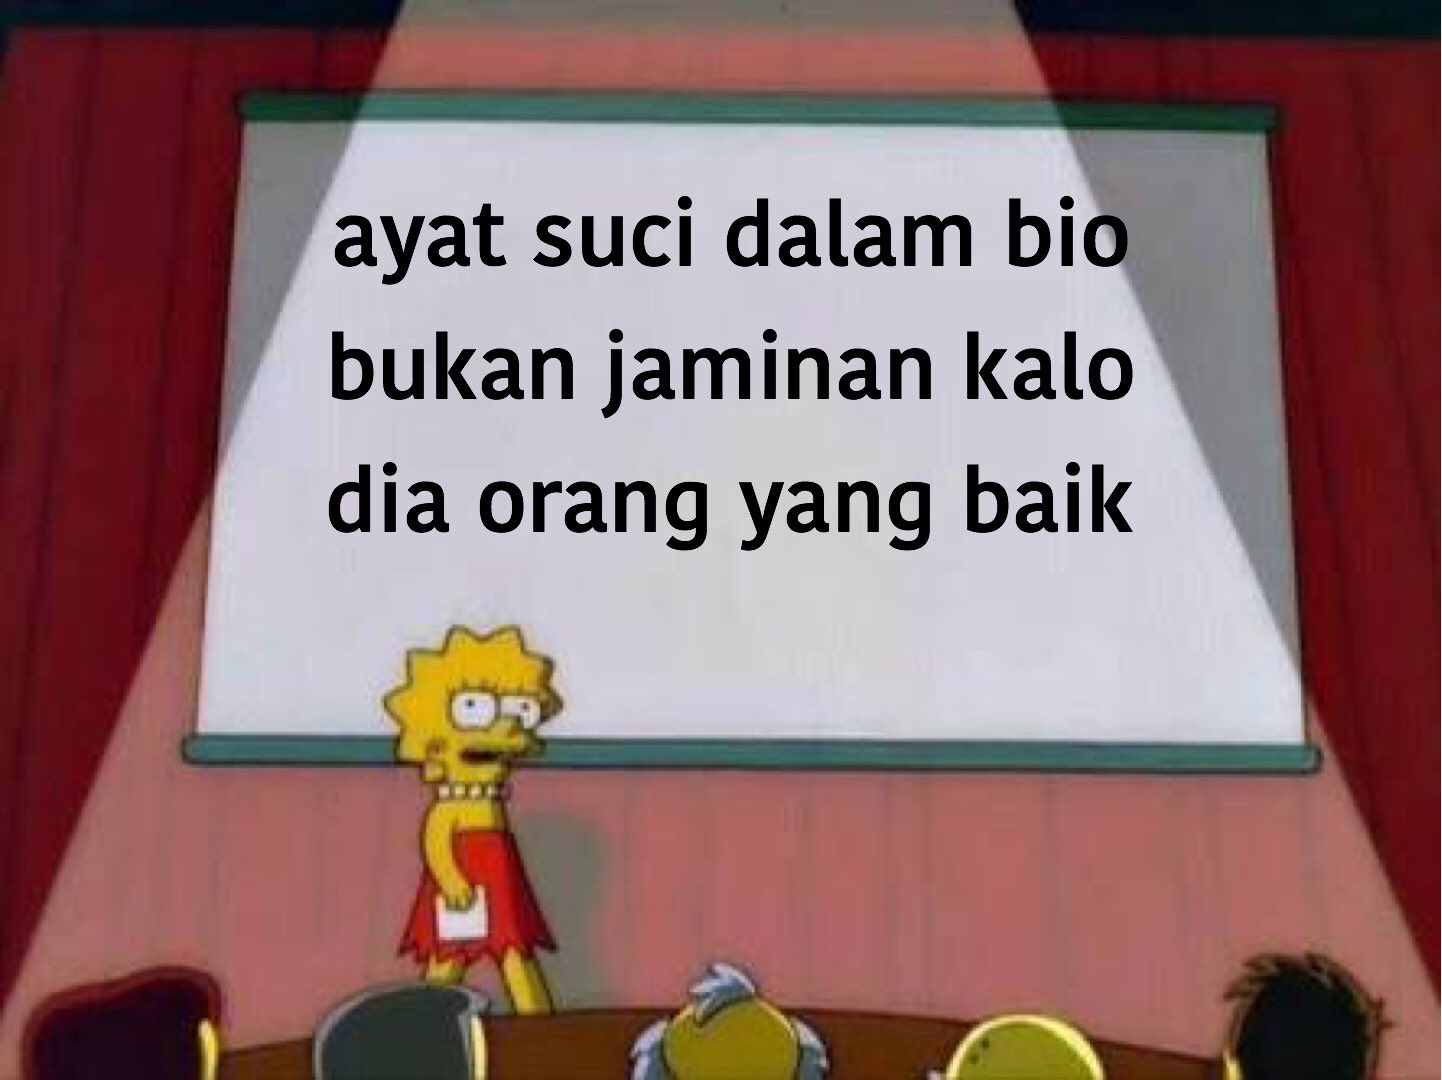 ayat suci dalam bio
bukan jaminan kalo
dia orang yang baik